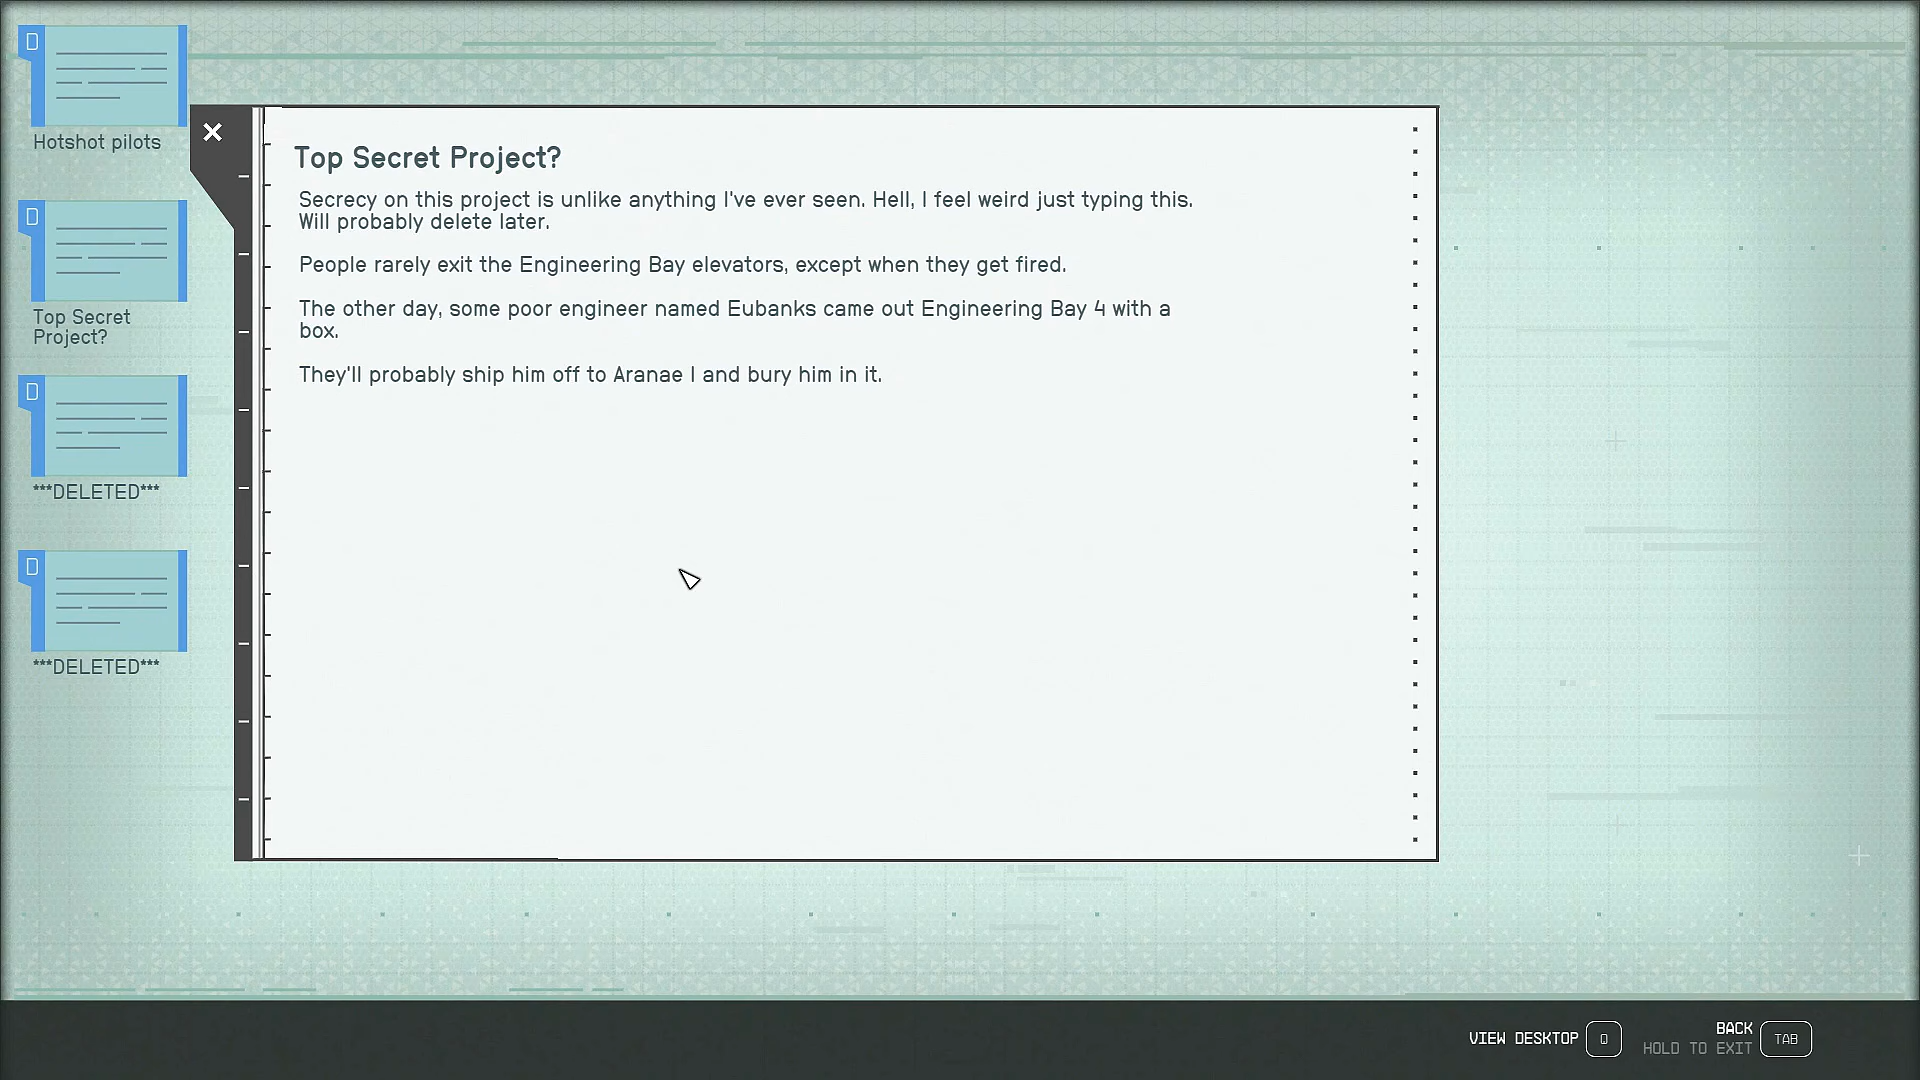 D
Hotshot pilots
D
Top Secret
Project?
D
***DELETED***
D
***DELETED***
Top Secret Project?
Secrecy on this project is unlike anything I've ever seen. Hell, I feel weird just typing this.
Will probably delete later.
People rarely exit the Engineering Bay elevators, except when they get fired.
The other day, some poor engineer named Eubanks came out Engineering Bay 4 with a
box.
They'll probably ship him off to Aranae I and bury him in it.
VIEW DESKTOP Q
BACK
HOLD TO EXIT TAB